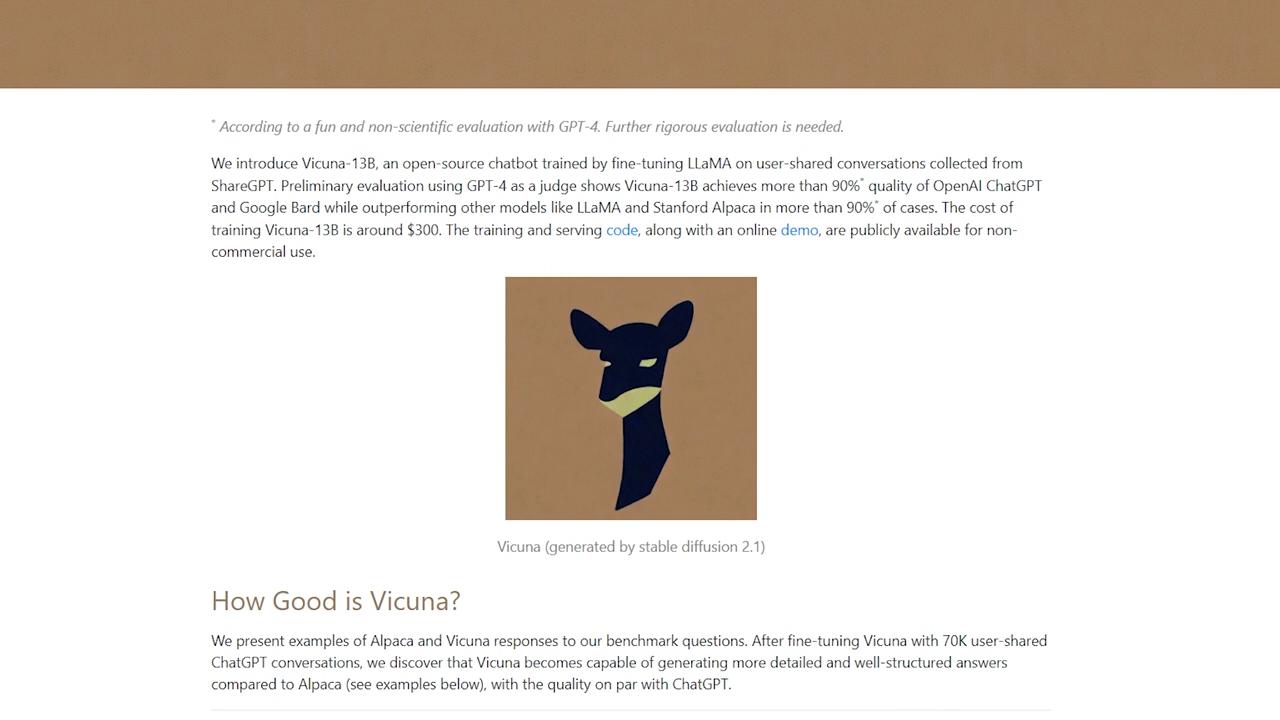 * According to a fun and non-scientific evaluation with GPT-4. Further rigorous evaluation is needed.
We introduce Vicuna-13B, an open-source chatbot trained by fine-tuning LLaMA on user-shared conversations collected from
ShareGPT. Preliminary evaluation using GPT-4 as a judge shows Vicuna-13B achieves more than 90%* quality of OpenAI ChatGPT
and Google Bard while outperforming other models like LLaMA and Stanford Alpaca in more than 90%* of cases. The cost of
training Vicuna-13B is around $300. The training and serving code, along with an online demo, are publicly available for non-
commercial use.
Vicuna (generated by stable diffusion 2.1)
How Good is Vicuna?
We present examples of Alpaca and Vicuna responses to our benchmark questions. After fine-tuning Vicuna with 70K user-shared
ChatGPT conversations, we discover that Vicuna becomes capable of generating more detailed and well-structured answers
compared to Alpaca (see examples below), with the quality on par with ChatGPT.